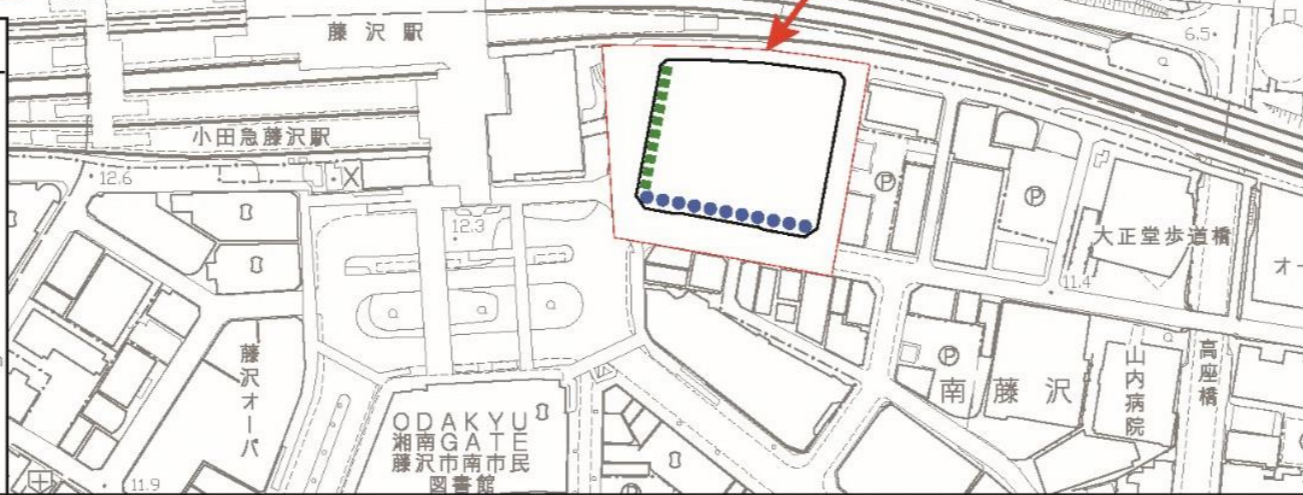 藤沢駅
6.5
小田急藤沢駅
12.6
12.3
P
P
大正堂歩道橋
オー
11.4
藤沢オーパ
P
南藤沢
山内病院
高座橋
ODAKYU
湘南GATE
藤沢市南市民
図書館
11.9
P